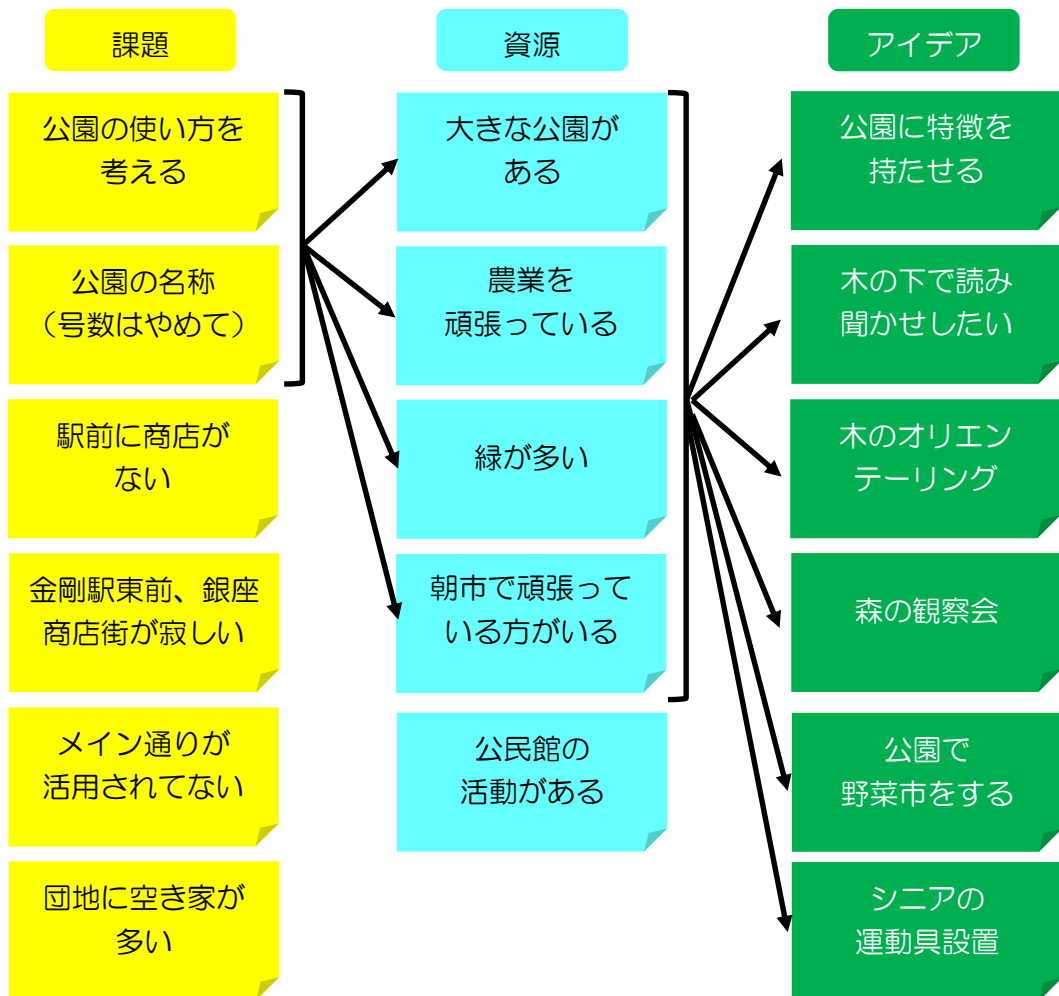 課題
公園の使い方を
考える
公園の名称
（号数はやめて）
駅前に商店が
ない
金剛駅東前、銀座
商店街が寂しい
メイン通りが
活用されてない
団地に空き家が
多い
資源
大きな公園が
ある
農業を
頑張っている
緑が多い
朝市で頑張って
いる方がいる
公民館の
活動がある
アイデア
公園に特徴を
持たせる
木の下で読み
聞かせしたい
木のオリエン
テーリング
森の観察会
公園で
野菜市をする
シニアの
運動具設置